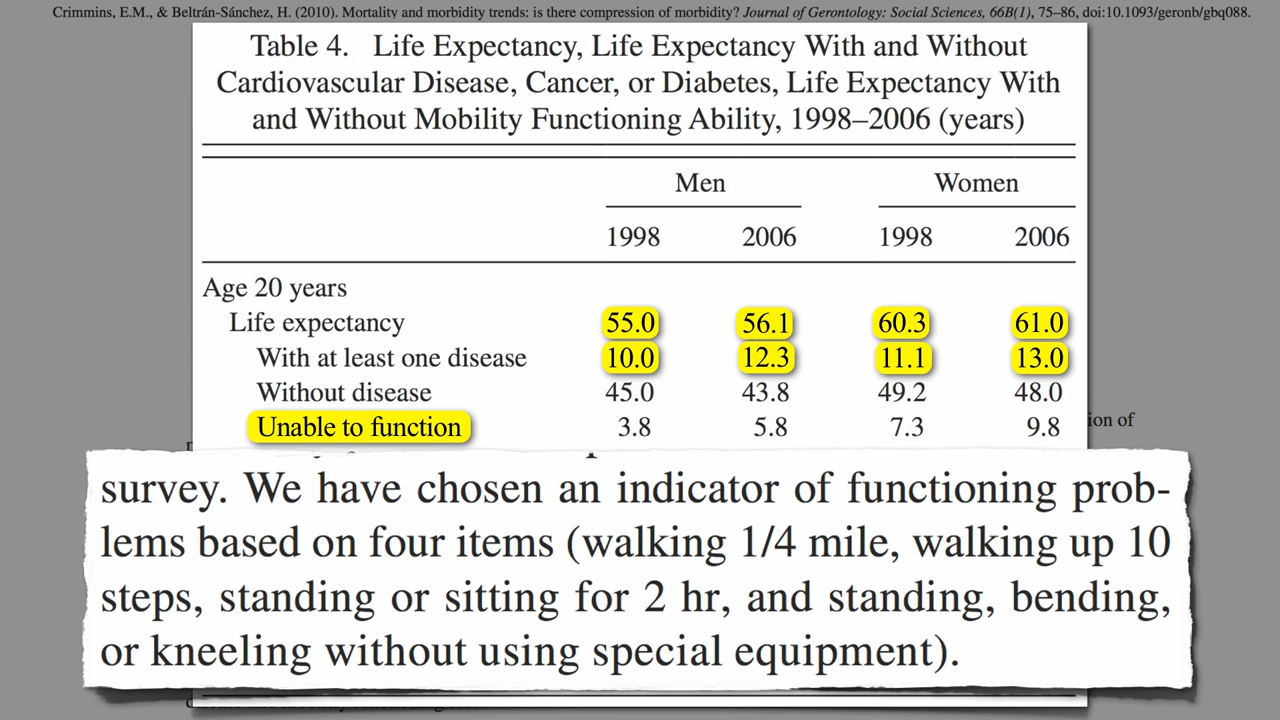 Crimmins, E.M., & Beltrán-Sánchez, H. (2010). Mortality and morbidity trends: is there compression of morbidity? Journal of Gerontology: Social Sciences, 66B(1), 75–86, doi:10.1093/geronb/gbq088.
Table 4. Life Expectancy, Life Expectancy With and Without
Cardiovascular Disease, Cancer, or Diabetes, Life Expectancy With
and Without Mobility Functioning Ability, 1998–2006 (years)
Men Women
1998 2006 1998 2006
Age 20 years
Life expectancy 55.0 56.1 60.3 61.0
With at least one disease 10.0 12.3 11.1 13.0
Without disease 45.0 43.8 49.2 48.0
Unable to function 3.8 5.8 7.3 9.8
ion of
survey. We have chosen an indicator of functioning prob-
lems based on four items (walking 1/4 mile, walking up 10
steps, standing or sitting for 2 hr, and standing, bending,
or kneeling without using special equipment).